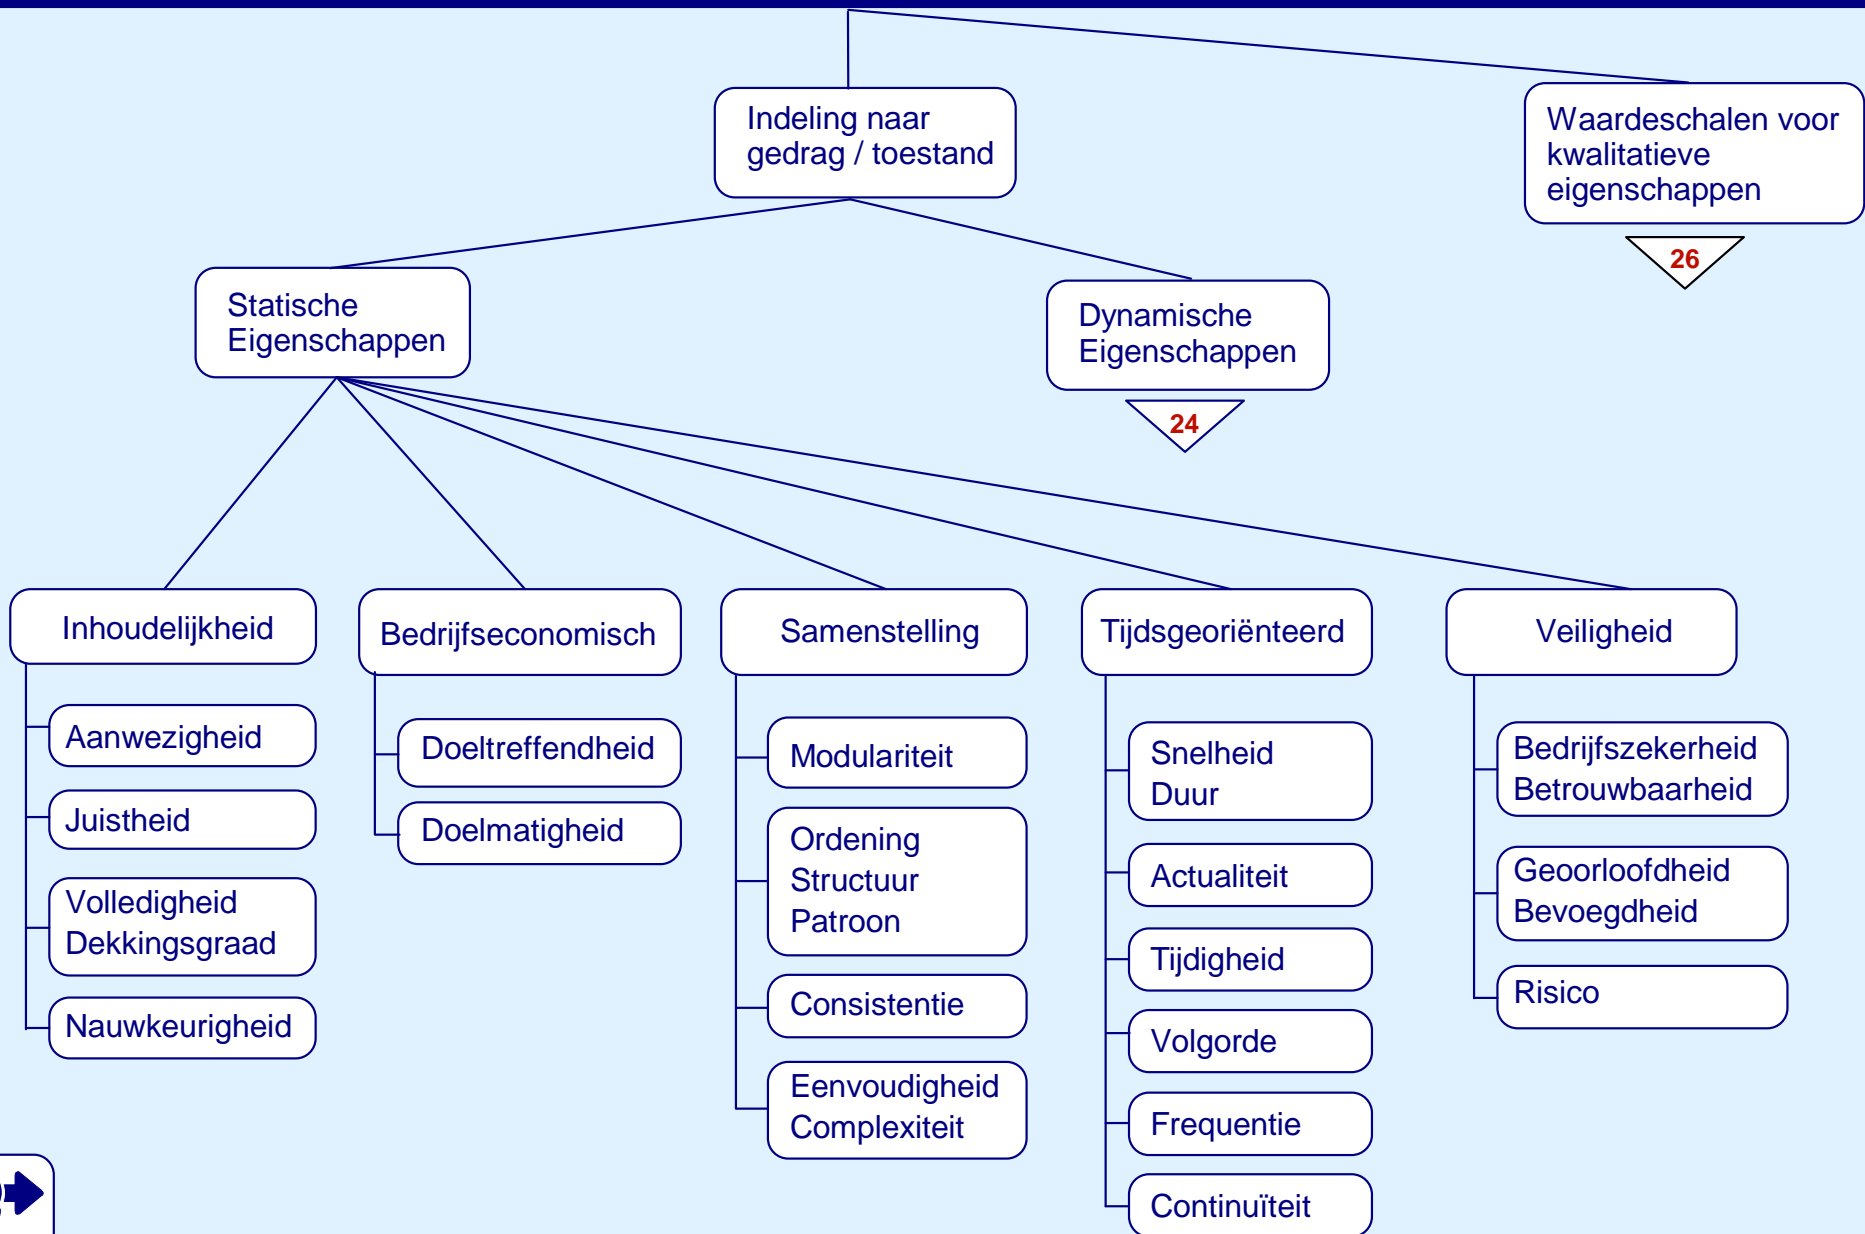 Indeling naar
gedrag / toestand
Waardeschalen voor
kwalitatieve
eigenschappen
26
Statische
Eigenschappen
Dynamische
Eigenschappen
24
Inhoudelijkheid
Aanwezigheid
Juistheid
Volledigheid
Dekkingsgraad
Nauwkeurigheid
Bedrijfseconomisch
Doeltreffendheid
Doelmatigheid
Samenstelling
Modulariteit
Ordening
Structuur
Patroon
Consistentie
Eenvoudigheid
Complexiteit
Tijdsgeoriënteerd
Snelheid
Duur
Actualiteit
Tijdigheid
Volgorde
Frequentie
Continuïteit
Veiligheid
Bedrijfszekerheid
Betrouwbaarheid
Geoorloofdheid
Bevoegdheid
Risico